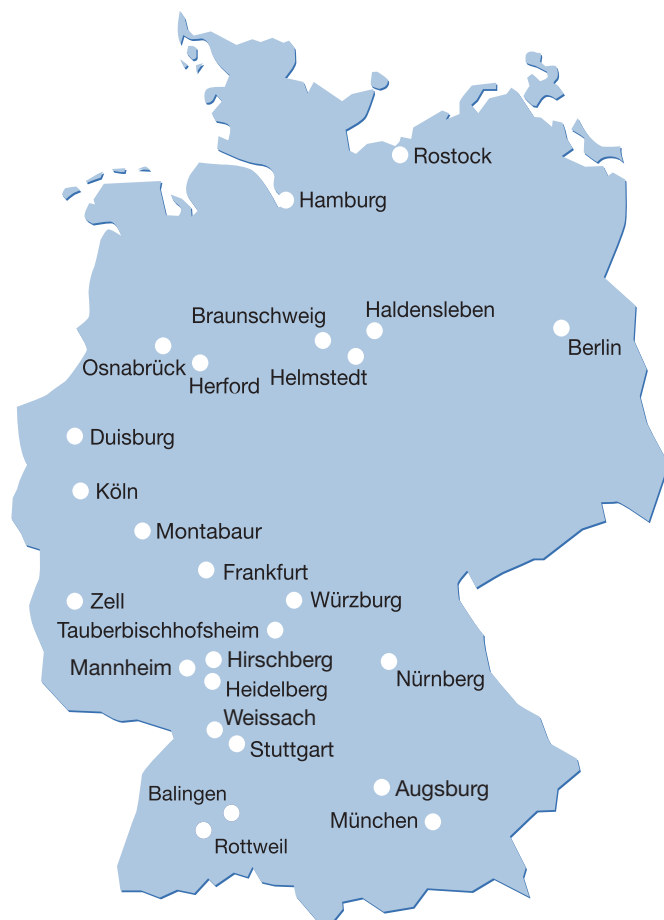 Rostock
Hamburg
Haldensleben
Braunschweig
Berlin
Osnabrück
Helmstedt
Herford
Duisburg
Köln
Montabaur
Frankfurt
Zell
Würzburg
Tauberbischhofsheim
Hirschberg
Mannheim
Nürnberg
Heidelberg
Weissach
Stuttgart
Augsburg
Balingen
München
Rottweil